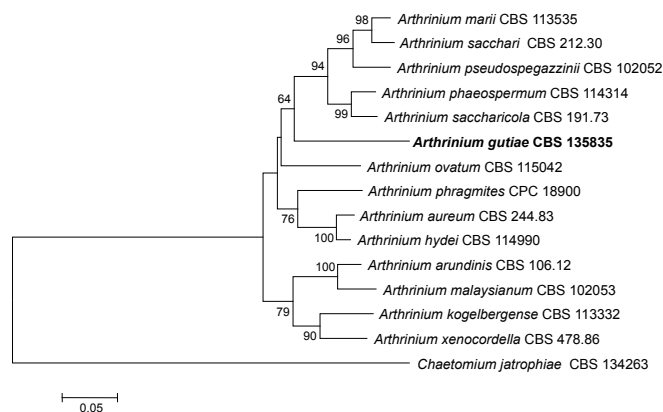 98
Arthrinium marii CBS 113535
96
Arthrinium sacchari CBS 212.30
94
Arthrinium pseudospegazzinii CBS 102052
Arthrinium phaeospermum CBS 114314
64
99
Arthrinium saccharicola CBS 191.73
Arthrinium gutiae CBS 135835
Arthrinium ovatum CBS 115042
Arthrinium phragmites CPC 18900
76
Arthrinium aureum CBS 244.83
100
Arthrinium hydei CBS 114990
100
Arthrinium arundinis CBS 106.12
Arthrinium malaysianum CBS 102053
79
Arthrinium kogelbergense CBS 113332
90
Arthrinium xenocordella CBS 478.86
Chaetomium jatrophiae CBS 134263
0.05